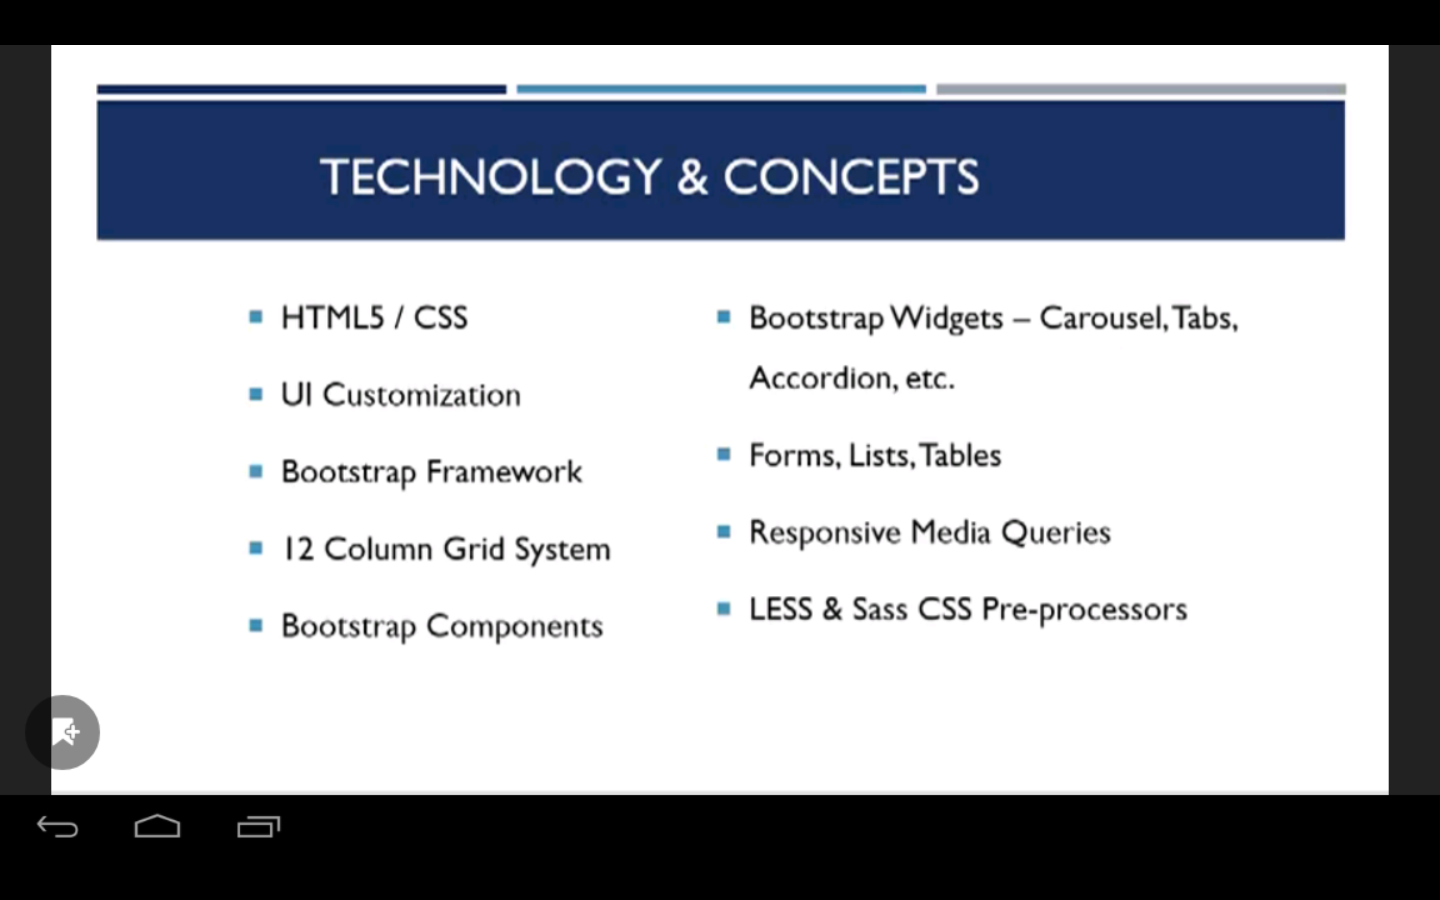 TECHNOLOGY & CONCEPTS
HTML5 / CSS
UI Customization
Bootstrap Framework
12 Column Grid System
Bootstrap Components
Bootstrap Widgets – Carousel, Tabs,
Accordion, etc.
Forms, Lists, Tables
Responsive Media Queries
LESS & Sass CSS Pre-processors